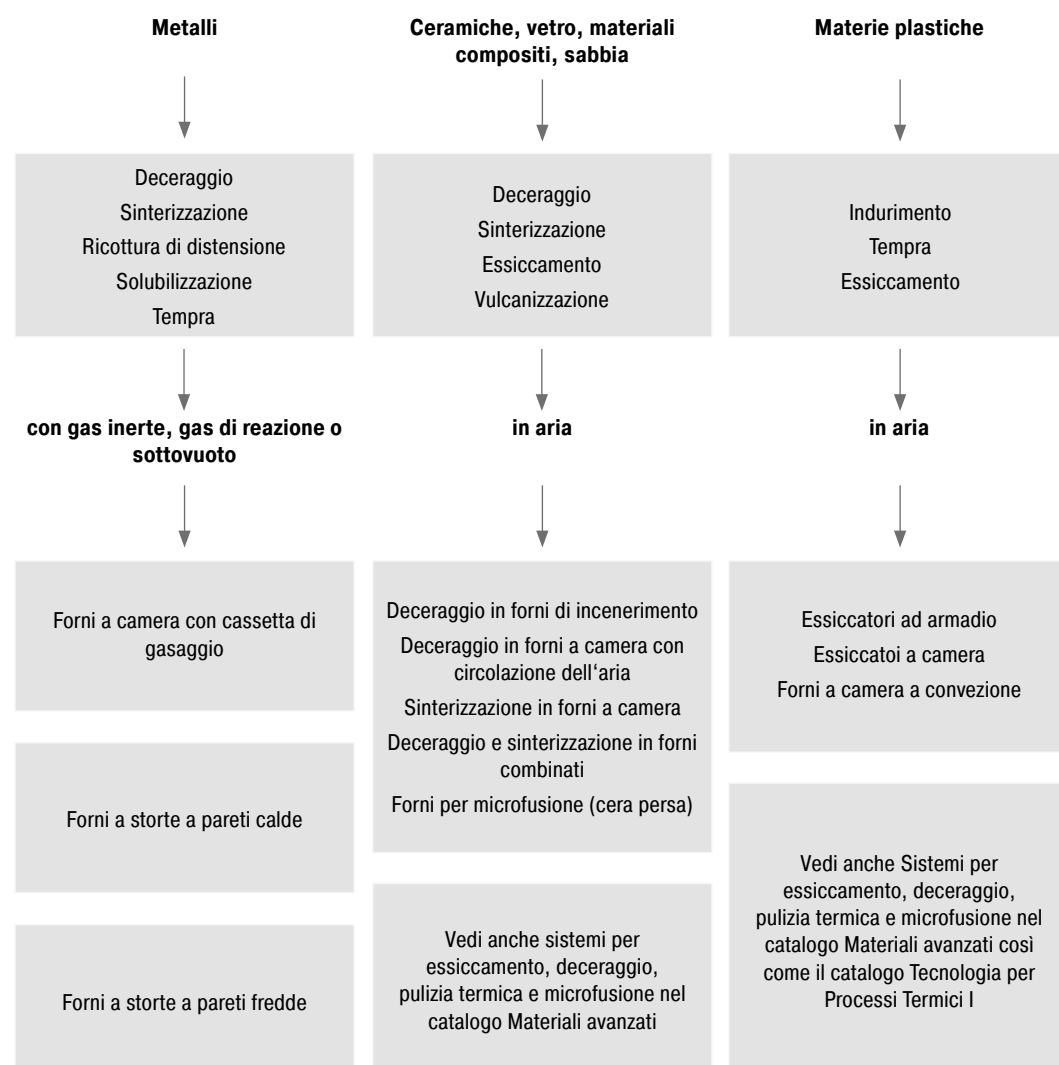 Metalli
Deceraggio
Sinterizzazione
Ricottura di distensione
Solubilizzazione
Tempra
con gas inerte, gas di reazione o
sottovuoto
Forni a camera con cassetta di
gasaggio
Forni a storte a pareti calde
Forni a storte a pareti fredde
Ceramiche, vetro, materiali
compositi, sabbia
Deceraggio
Sinterizzazione
Essiccamento
Vulcanizzazione
in aria
Deceraggio in forni di incenerimento
Deceraggio in forni a camera con
circolazione dell‘aria
Sinterizzazione in forni a camera
Deceraggio e sinterizzazione in forni
combinati
Forni per microfusione (cera persa)
Vedi anche sistemi per
essiccamento, deceraggio,
pulizia termica e microfusione nel
catalogo Materiali avanzati
Materie plastiche
Indurimento
Tempra
Essiccamento
in aria
Essiccatori ad armadio
Essiccatoi a camera
Forni a camera a convezione
Vedi anche Sistemi per
essiccamento, deceraggio,
pulizia termica e microfusione nel
catalogo Materiali avanzati così
come il catalogo Tecnologia per
Processi Termici I